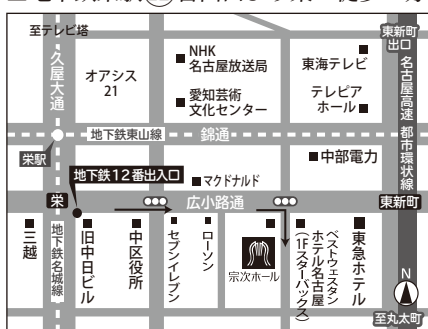 至テレビ塔
東新町
出口
久屋大通
オアシス
21
NHK
名古屋放送局
愛知芸術
文化センター
東海テレビ
テレピア
ホール
名古屋高速
都市環状線
地下鉄東山線
錦通
栄駅
中部電力
地下鉄12番出入口
マクドナルド
栄
広小路通
東新町
三越
地下鉄名城線
旧中日ビル
中区役所
セブンイレブン
ローソン
宗次ホール
ベストウェスタン
ホテル名古屋
(1Fスターバックス)
東急ホテル
N
至丸太町